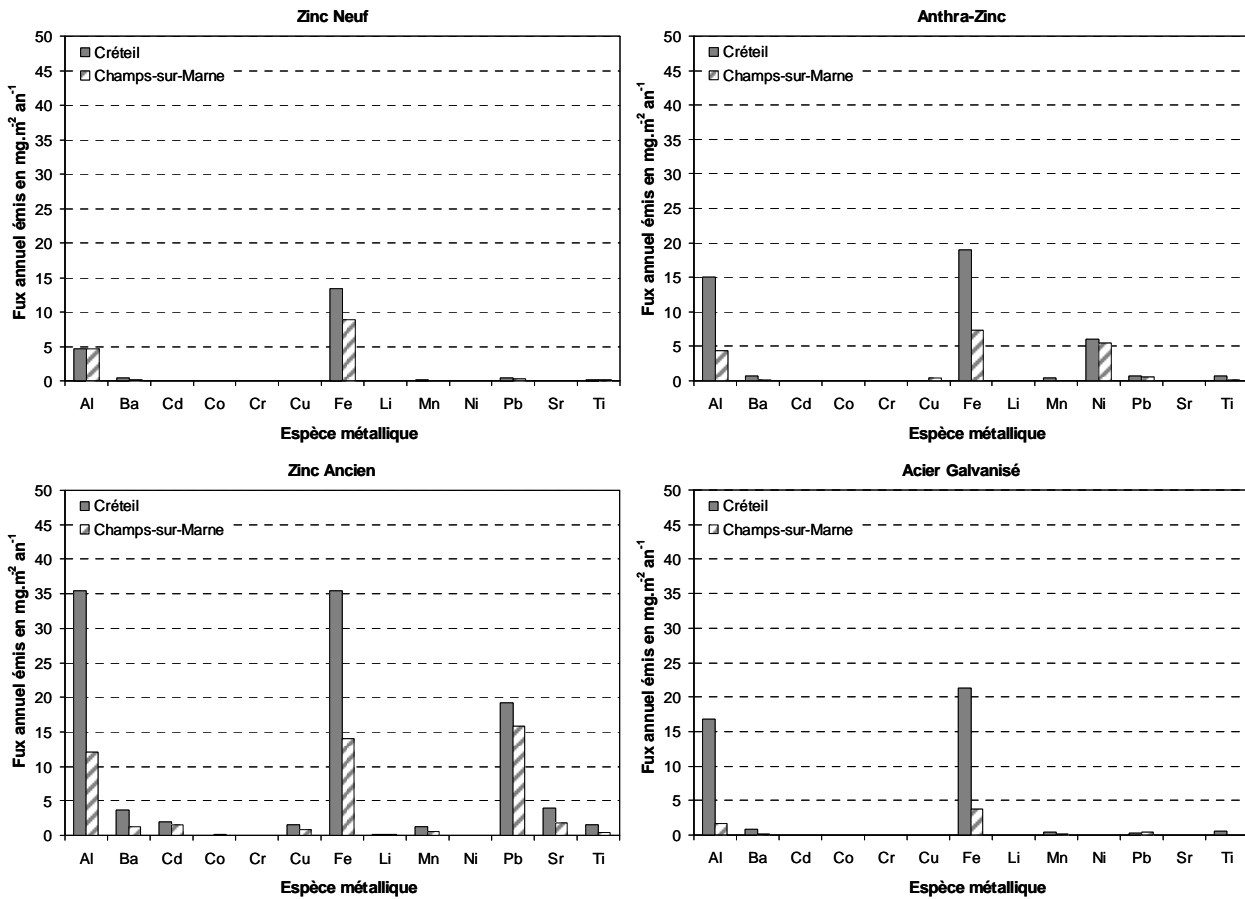 Zinc Neuf
Fux annuel émis en mg.m-2 an-1
50
45
40
35
30
25
20
15
10
5
0
Créteil
Champs-sur-Marne
Al Ba Cd Co Cr Cu Fe Li Mn Ni Pb Sr Ti
Espèce métallique
Anthra-Zinc
Fux annuel émis en mg.m-2 an-1
50
45
40
35
30
25
20
15
10
5
0
Créteil
Champs-sur-Marne
Al Ba Cd Co Cr Cu Fe Li Mn Ni Pb Sr Ti
Espèce métallique
Zinc Ancien
Fux annuel émis en mg.m-2 an-1
50
45
40
35
30
25
20
15
10
5
0
Créteil
Champs-sur-Marne
Al Ba Cd Co Cr Cu Fe Li Mn Ni Pb Sr Ti
Espèce métallique
Acier Galvanisé
Fux annuel émis en mg.m-2 an-1
50
45
40
35
30
25
20
15
10
5
0
Créteil
Champs-sur-Marne
Al Ba Cd Co Cr Cu Fe Li Mn Ni Pb Sr Ti
Espèce métallique